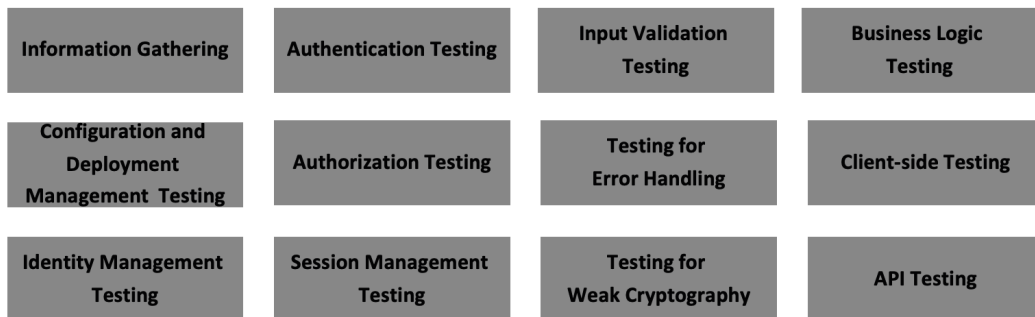 Information Gathering
Authentication Testing
Input Validation
Testing
Business Logic
Testing
Configuration and
Deployment
Management Testing
Authorization Testing
Testing for
Error Handling
Client-side Testing
Identity Management
Testing
Session Management
Testing
Testing for
Weak Cryptography
API Testing